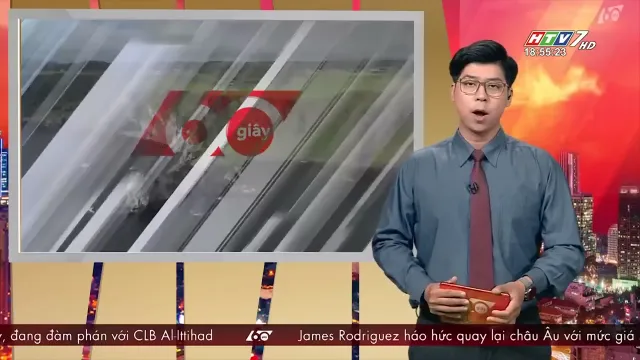 HTV7 HD
18:55:23
60 giây
, đang đàm phán với CLB Al-Ittihad 60 James Rodriguez háo hức quay lại châu Âu với mức giá